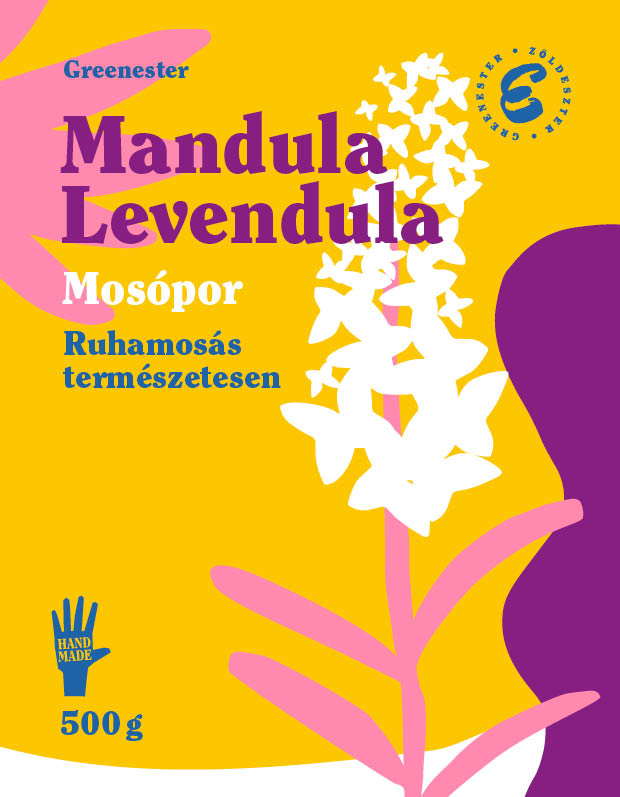 Greenester
GREENESTER • ZÖLDESZTER •
Mandula
Levendula
Mosópor
Ruhamosás
természetesen
HAND
MADE
500 g